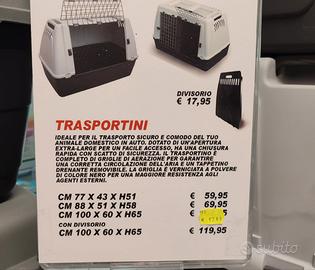 DIVISORIO
€ 17,95
TRASPORTINI
IDEALE PER IL TRASPORTO SICURO E COMODO DEL TUO
ANIMALE DOMESTICO IN AUTO. DOTATO DI UN'APERTURA
EXTRA-LARGE PER UN FACILE ACCESSO, HA UNA CHIUSURA
RAPIDA CON SCATTO DI SICUREZZA. IL TRASPORTINO È
COMPLETO DI GRIGLIE DI AERAZIONE PER GARANTIRE
UNA CORRETTA CIRCOLAZIONE DELL'ARIA E UN TAPPETINO
DRENANTE REMOVIBILE. LA GRIGLIA È VERNICIATA A POLVERE
DI COLORE NERO PER UNA MAGGIORE RESISTENZA AGLI
AGENTI ESTERNI.
CM 77 X 43 X H51 € 59,95
CM 88 X 51 X H58 € 69,95
CM 100 X 60 X H65 €
CON DIVISORIO
CM 100 X 60 X H65 € 119,95
subito